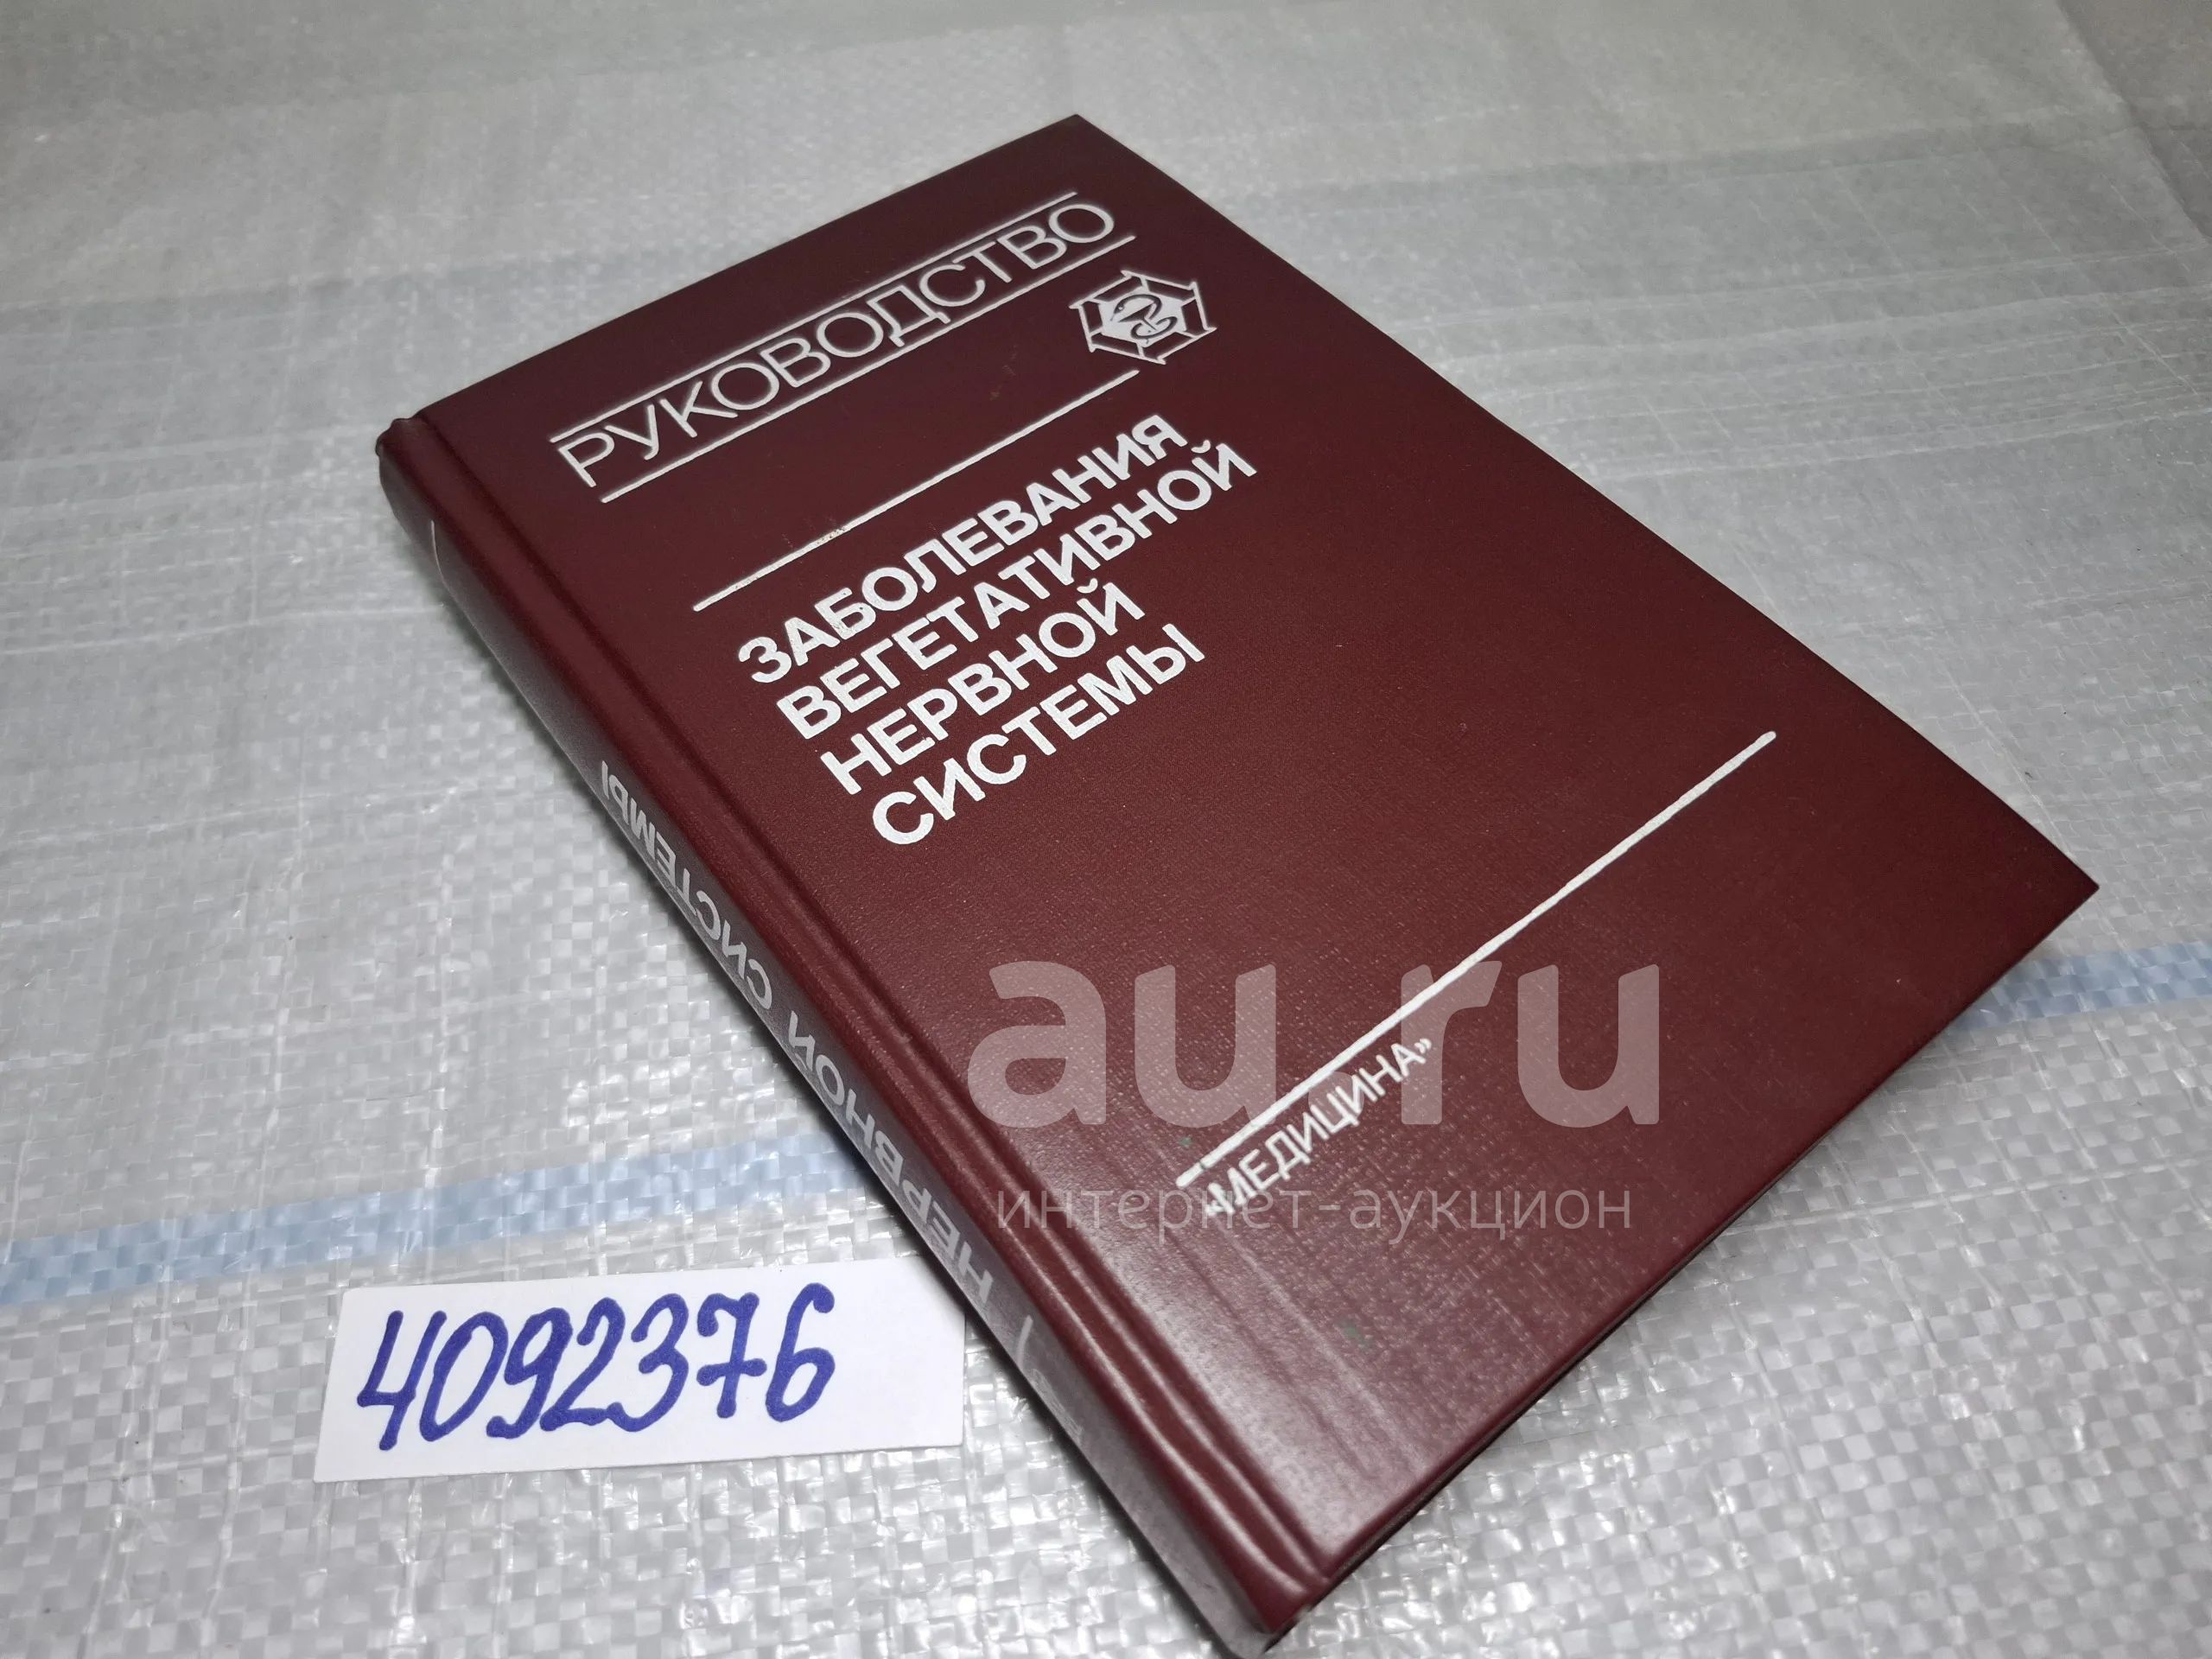 РУКОВОДСТВО
ЗАБОЛЕВАНИЯ
ВЕГЕТАТИВНОЙ
НЕРВНОЙ
СИСТЕМЫ
«МЕДИЦИНА»
НЕРВНОЙ СИСТЕМЫ
au.ru
интернет-аукцион
4092376